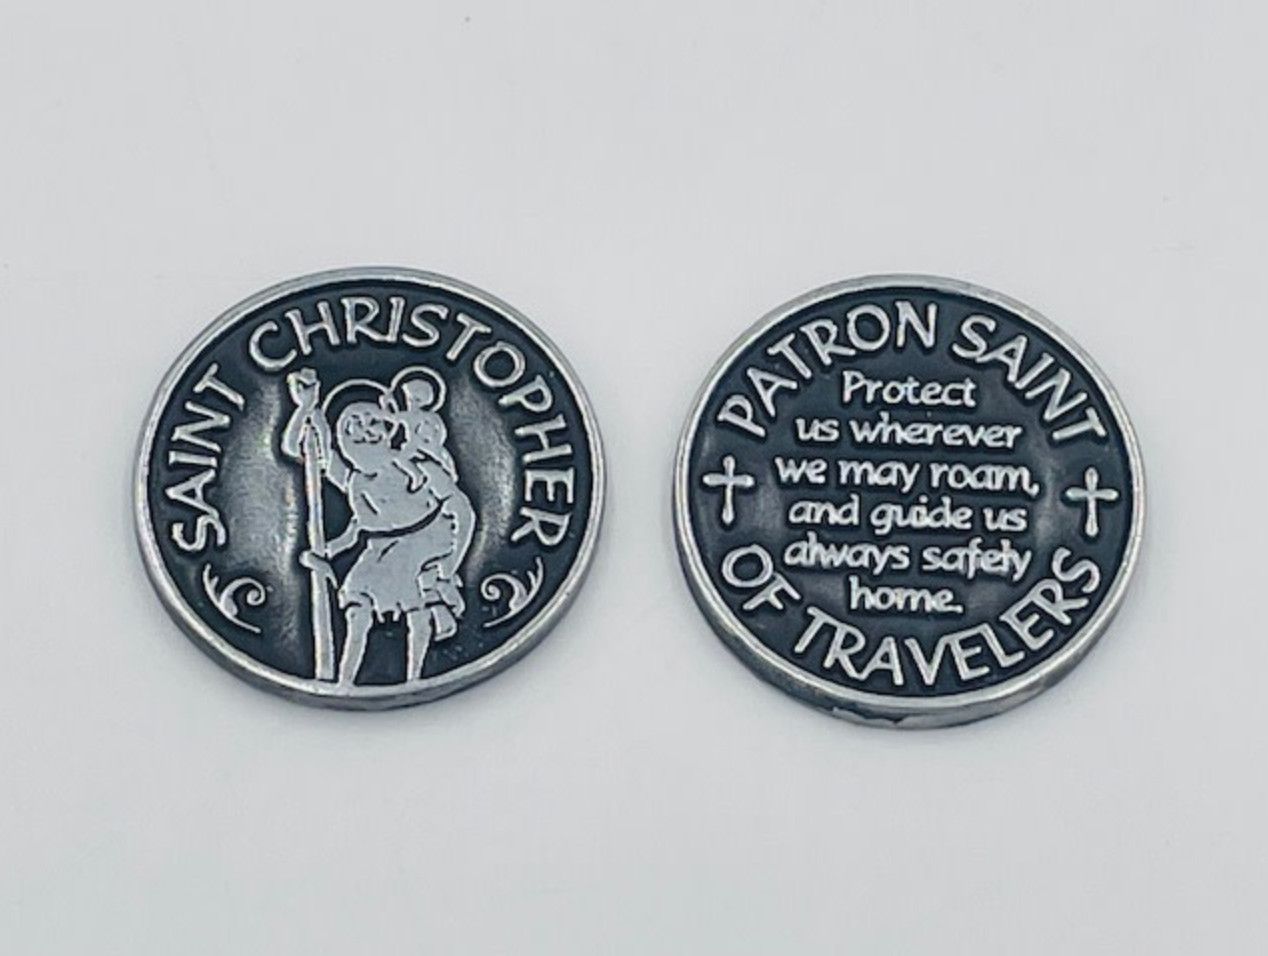 SAINT CHRISTOPHER
PATRON SAINT
Protect
us wherever
we may roam,
and guide us
always safely
home.
OF TRAVELERS